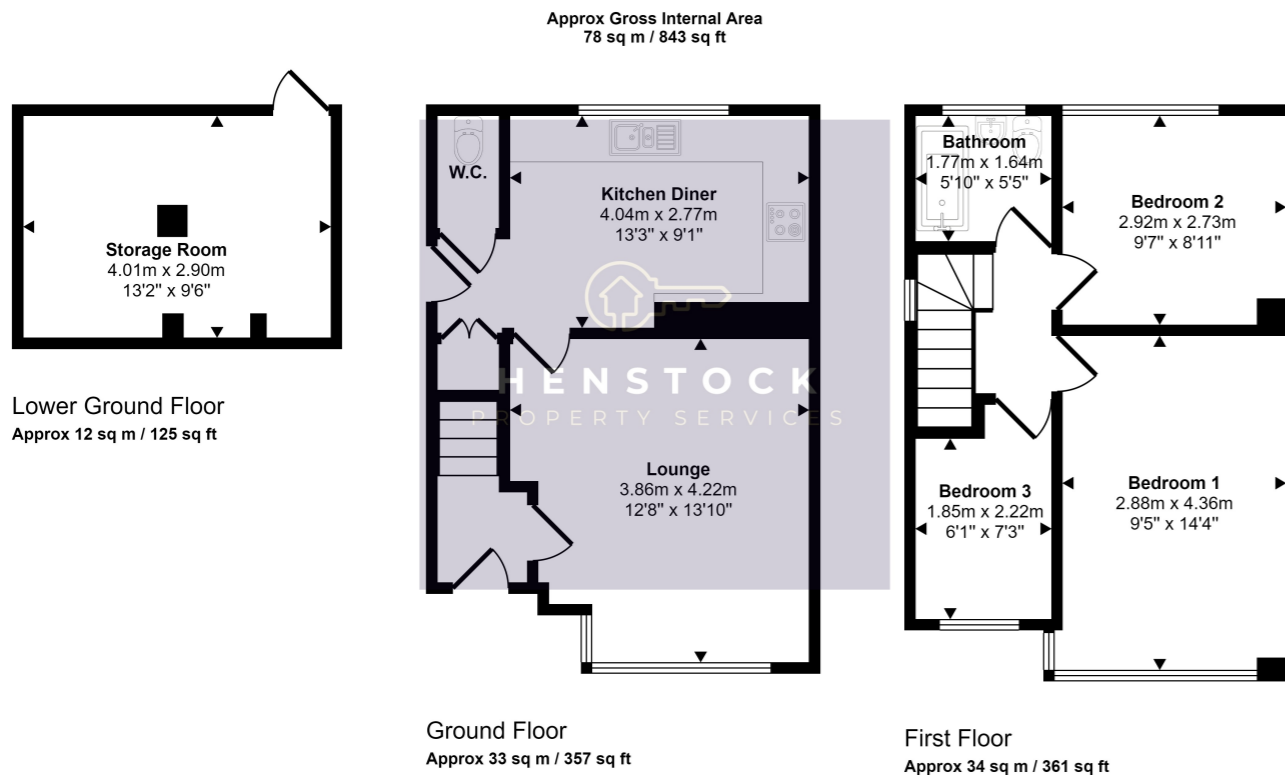 Approx Gross Internal Area
78 sq m / 843 sq ft
Storage Room
4.01m x 2.90m
13'2" x 9'6"
Lower Ground Floor
Approx 12 sq m / 125 sq ft
W.C.
Kitchen Diner
4.04m x 2.77m
13'3" x 9'1"
HENSTOCK
PROPERTY SERVICES
Lounge
3.86m x 4.22m
12'8" x 13'10"
Ground Floor
Approx 33 sq m / 357 sq ft
Bathroom
1.77m x 1.64m
5'10" x 5'5"
Bedroom 2
2.92m x 2.73m
9'7" x 8'11"
Bedroom 3
1.85m x 2.22m
6'1" x 7'3"
Bedroom 1
2.88m x 4.36m
9'5" x 14'4"
First Floor
Approx 34 sq m / 361 sq ft